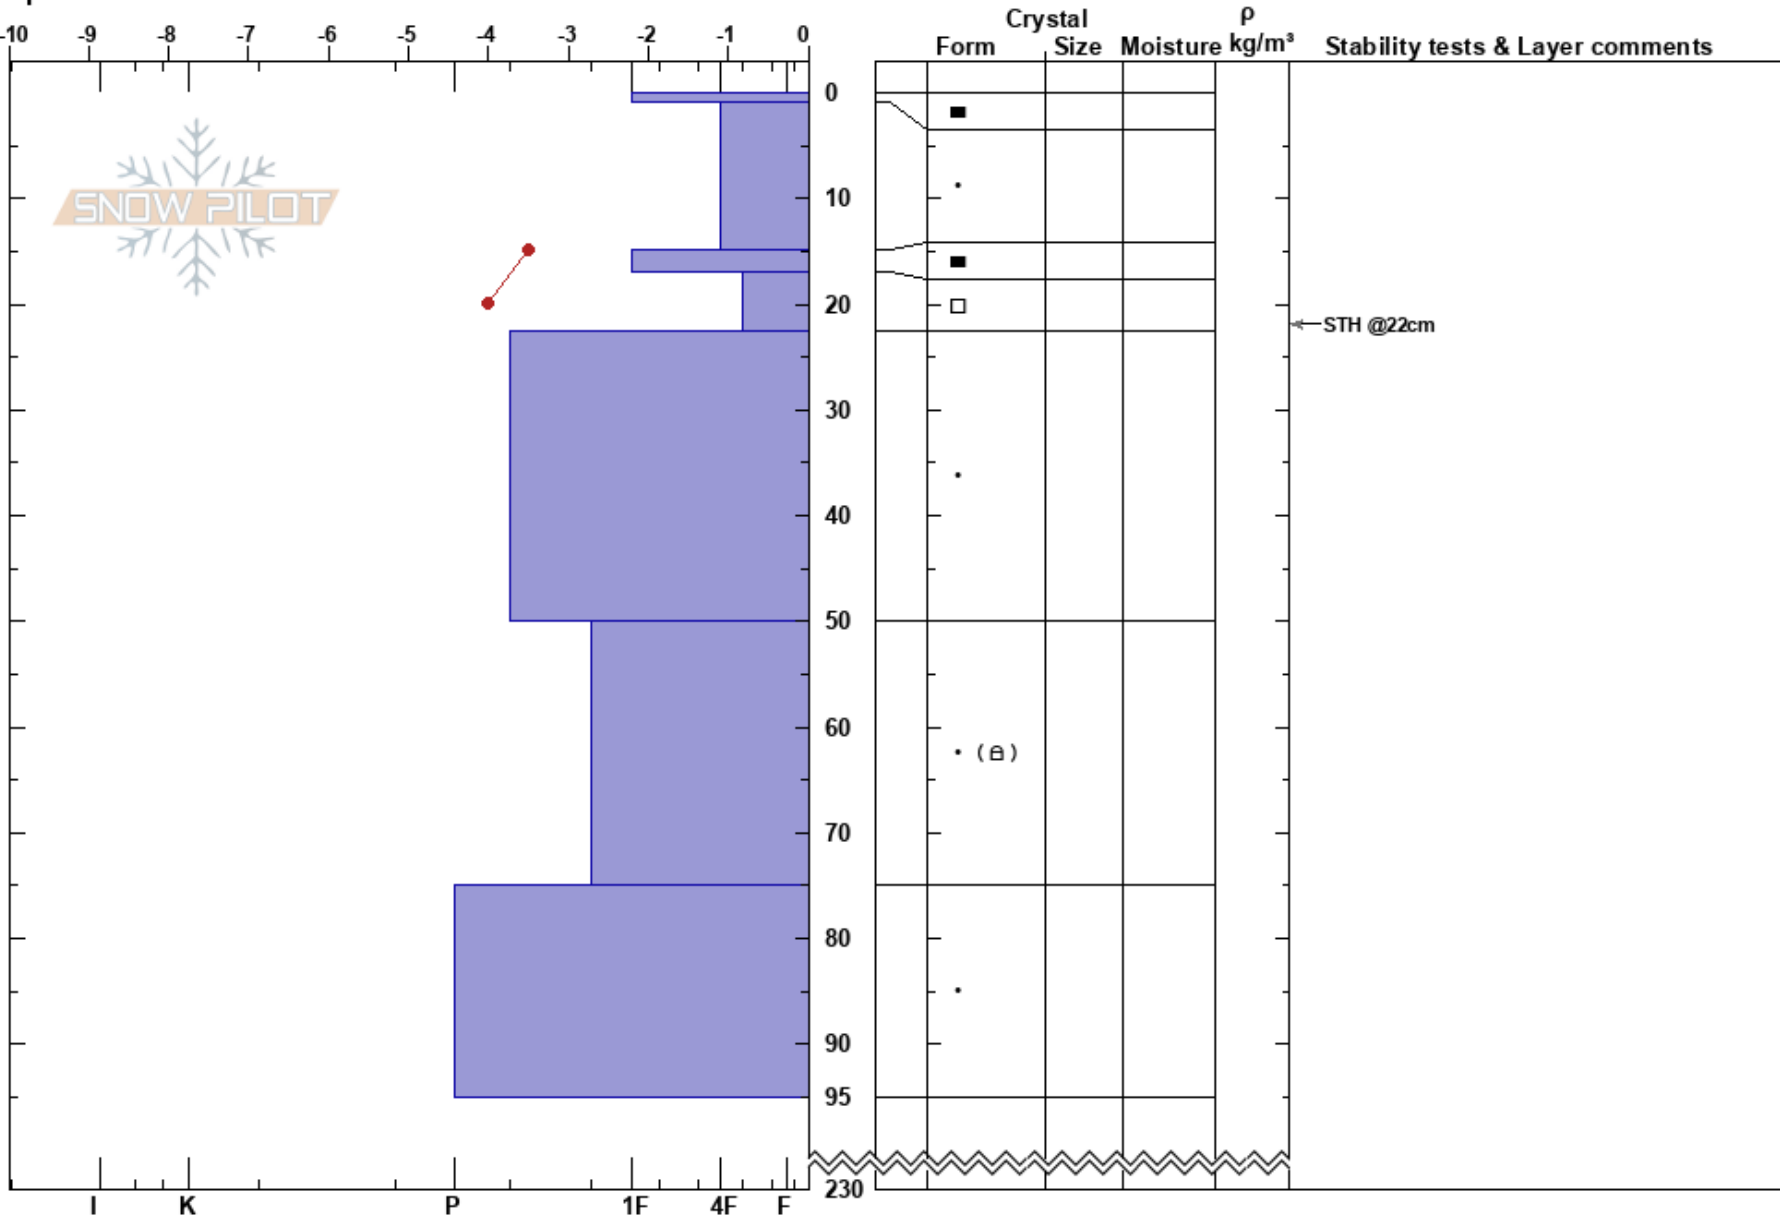 -10 -9 -8 -7 -6 -5 -4 -3 -2 -1 0
Crystal
ρ
Form Size Moisture kg/m³ Stability tests & Layer comments
0
SNOW PILOT
10
20
STH @22cm
30
40
50
60
70
80
90
95
230
I K P 1F 4F F